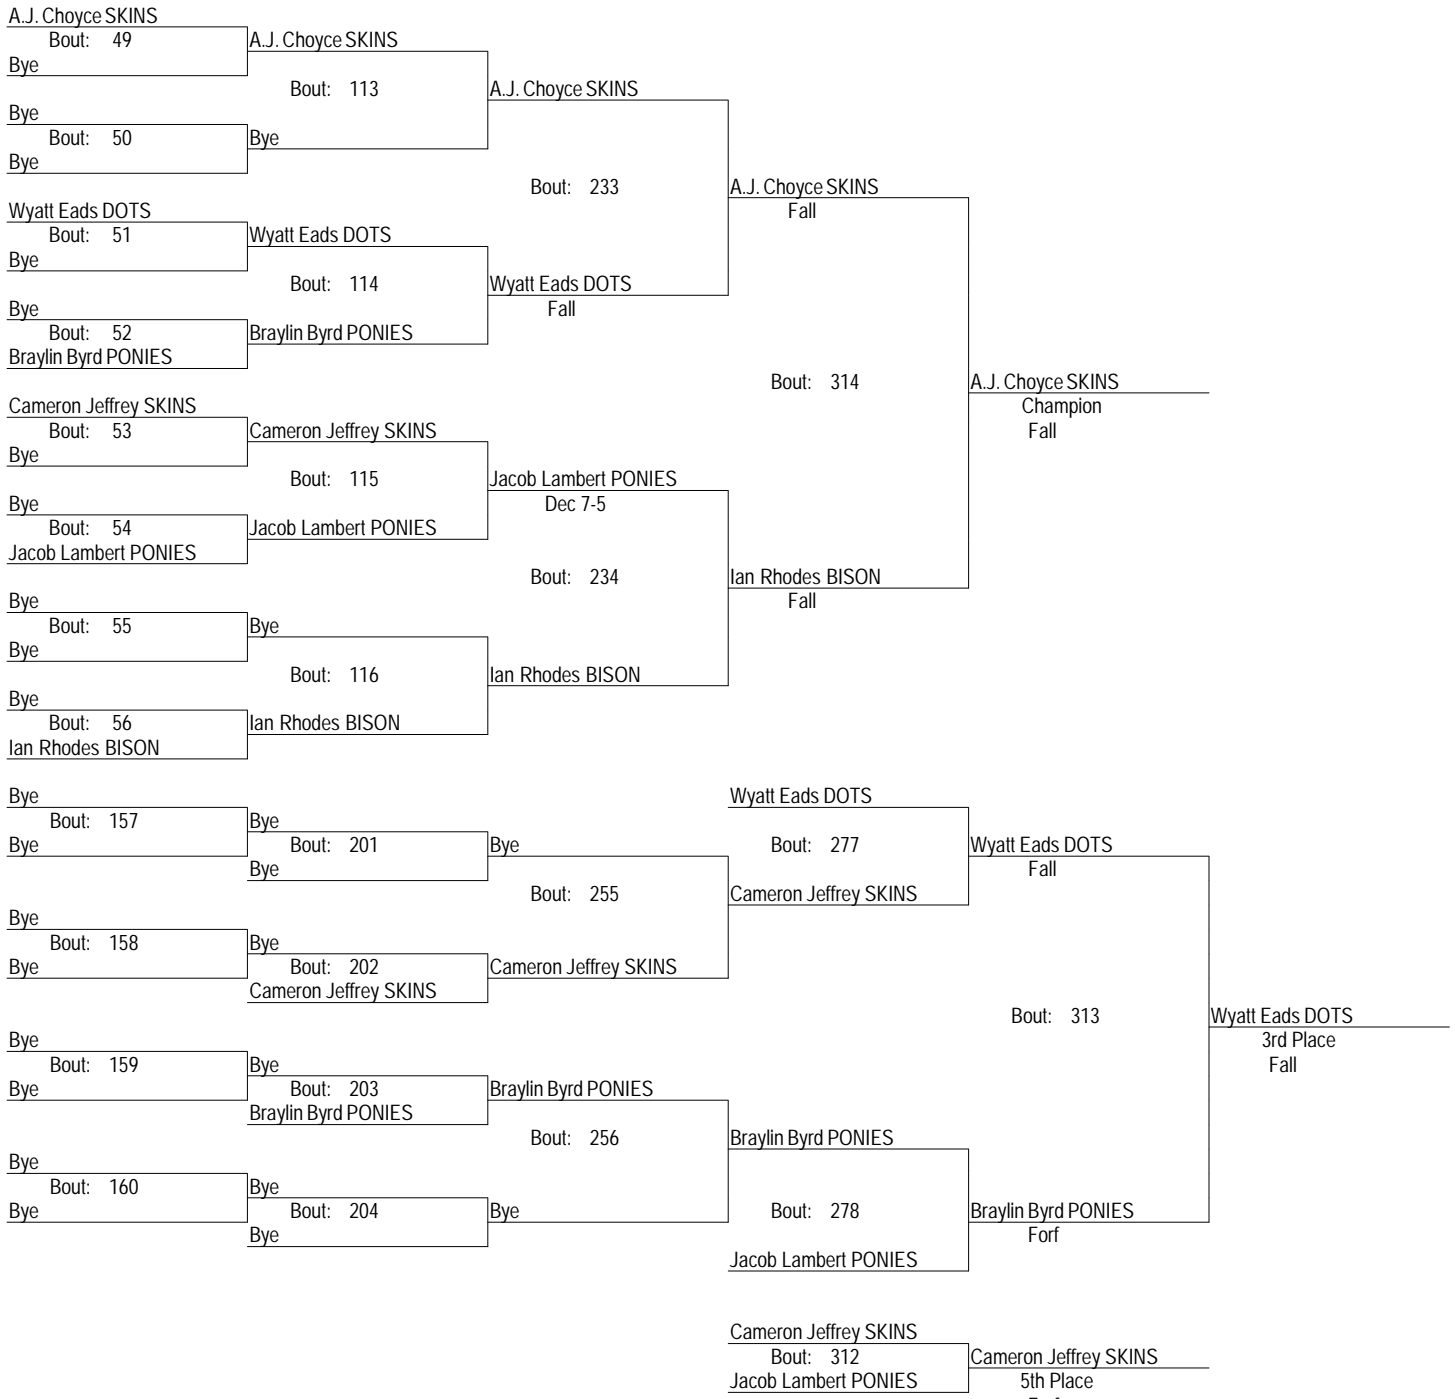 A.J. Choyce SKINS
Bout: 49
Bye
A.J. Choyce SKINS
Bout: 113
A.J. Choyce SKINS
Bye
Bout: 50
Bye
Bye
Bout: 233
A.J. Choyce SKINS
Fall
Wyatt Eads DOTS
Bout: 51
Bye
Wyatt Eads DOTS
Bout: 114
Wyatt Eads DOTS
Fall
Bye
Bout: 52
Braylin Byrd PONIES
Braylin Byrd PONIES
Bout: 314
A.J. Choyce SKINS
Champion
Fall
Cameron Jeffrey SKINS
Bout: 53
Bye
Cameron Jeffrey SKINS
Bout: 115
Jacob Lambert PONIES
Dec 7-5
Bye
Bout: 54
Jacob Lambert PONIES
Jacob Lambert PONIES
Bout: 234
Ian Rhodes BISON
Fall
Bye
Bout: 55
Bye
Bye
Bout: 116
Ian Rhodes BISON
Bye
Bout: 56
Ian Rhodes BISON
Ian Rhodes BISON
Bye
Bout: 157
Bye
Bye
Bout: 201
Bye
Bye
Wyatt Eads DOTS
Bout: 277
Wyatt Eads DOTS
Fall
Bout: 255
Cameron Jeffrey SKINS
Bye
Bout: 158
Bye
Bye
Bout: 202
Cameron Jeffrey SKINS
Cameron Jeffrey SKINS
Bout: 313
Wyatt Eads DOTS
3rd Place
Fall
Bye
Bout: 159
Bye
Bye
Bout: 203
Braylin Byrd PONIES
Braylin Byrd PONIES
Bout: 256
Braylin Byrd PONIES
Bye
Bout: 160
Bye
Bye
Bout: 204
Bye
Bye
Bout: 278
Braylin Byrd PONIES
Forf
Jacob Lambert PONIES
Cameron Jeffrey SKINS
Bout: 312
Jacob Lambert PONIES
Cameron Jeffrey SKINS
5th Place